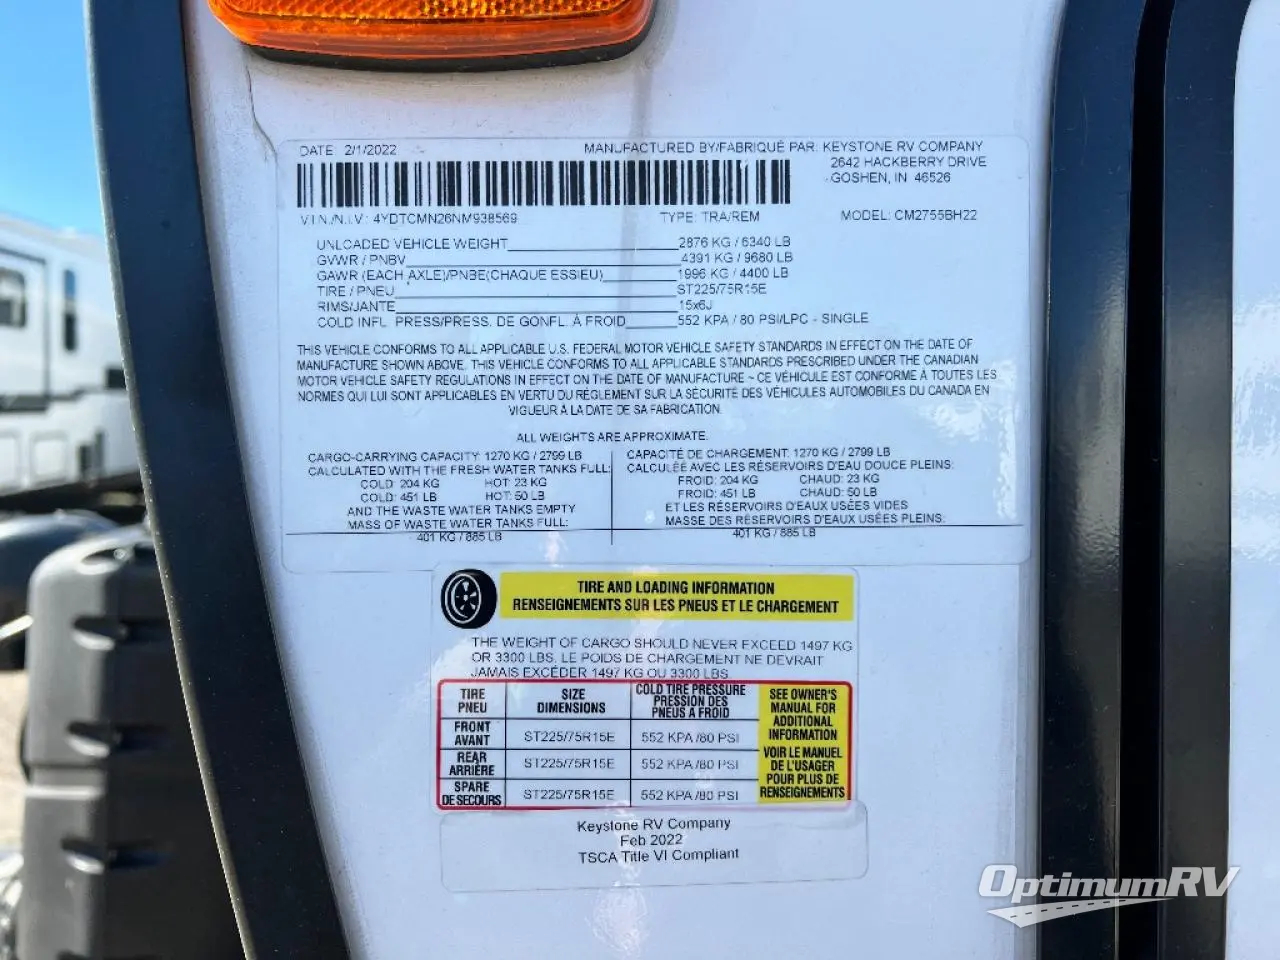 DATE 2/1/2022
MANUFACTURED BY/FABRIQUÉ PAR: KEYSTONE RV COMPANY
2642 HACKBERRY DRIVE
GOSHEN, IN 46526
V.I.N./N.I.V.: 4YDTCMN26NM938569 TYPE: TRA/REM MODEL: CM2755BH22
UNLOADED VEHICLE WEIGHT 2876 KG / 6340 LB
GVWR / PNBV 4391 KG / 9680 LB
GAWR (EACH AXLE)/PNBE(CHAQUE ESSIEU) 1996 KG / 4400 LB
TIRE / PNEU ST225/75R15E
RIMS/JANTE 15x6J
COLD INFL. PRESS/PRESS. DE GONFL. À FROID 552 KPA / 80 PSI/LPC - SINGLE
THIS VEHICLE CONFORMS TO ALL APPLICABLE U.S. FEDERAL MOTOR VEHICLE SAFETY STANDARDS IN EFFECT ON THE DATE OF
MANUFACTURE SHOWN ABOVE. THIS VEHICLE CONFORMS TO ALL APPLICABLE STANDARDS PRESCRIBED UNDER THE CANADIAN
MOTOR VEHICLE SAFETY REGULATIONS IN EFFECT ON THE DATE OF MANUFACTURE - CE VÉHICULE EST CONFORME À TOUTES LES
NORMES QUI LUI SONT APPLICABLES EN VERTU DU RÈGLEMENT SUR LA SÉCURITÉ DES VÉHICULES AUTOMOBILES DU CANADA EN
VIGUEUR À LA DATE DE SA FABRICATION.
ALL WEIGHTS ARE APPROXIMATE.
CARGO-CARRYING CAPACITY: 1270 KG / 2799 LB
CALCULATED WITH THE FRESH WATER TANKS FULL:
COLD: 204 KG HOT: 23 KG
COLD: 451 LB HOT: 50 LB
AND THE WASTE WATER TANKS EMPTY
MASS OF WASTE WATER TANKS FULL:
401 KG / 885 LB
CAPACITÉ DE CHARGEMENT: 1270 KG / 2799 LB
CALCULÉE AVEC LES RÉSERVOIRS D'EAU DOUCE PLEINS:
FROID: 204 KG CHAUD: 23 KG
FROID: 451 LB CHAUD: 50 LB
ET LES RÉSERVOIRS D'EAUX USÉES VIDES
MASSE DES RÉSERVOIRS D'EAUX USÉES PLEINS:
401 KG / 885 LB
TIRE AND LOADING INFORMATION
RENSEIGNEMENTS SUR LES PNEUS ET LE CHARGEMENT
THE WEIGHT OF CARGO SHOULD NEVER EXCEED 1497 KG
OR 3300 LBS. LE POIDS DE CHARGEMENT NE DEVRAIT
JAMAIS EXCÉDER 1497 KG OU 3300 LBS.
TIRE
PNEU
SIZE
DIMENSIONS
COLD TIRE PRESSURE
PRESSION DES
PNEUS A FROID
FRONT
AVANT
ST225/75R15E 552 KPA /80 PSI
REAR
ARRIÈRE
ST225/75R15E 552 KPA /80 PSI
SPARE
DE SECOURS
ST225/75R15E 552 KPA /80 PSI
SEE OWNER'S
MANUAL FOR
ADDITIONAL
INFORMATION
VOIR LE MANUEL
DE L'USAGER
POUR PLUS DE
RENSEIGNEMENTS
Keystone RV Company
Feb 2022
TSCA Title VI Compliant
OptimumRV